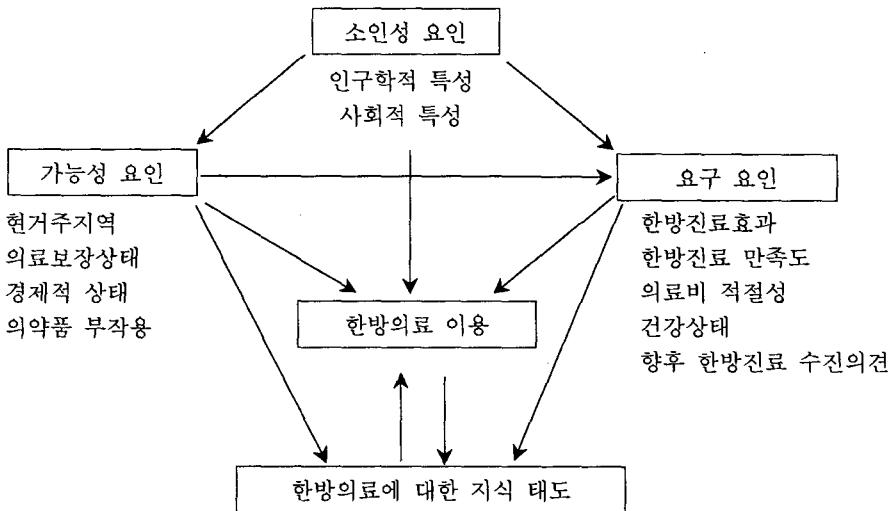 소인성 요인
인구학적 특성
사회적 특성
가능성 요인
현거주지역
의료보장상태
경제적 상태
의약품 부작용
요구 요인
한방진료효과
한방진료 만족도
의료비 적절성
건강상태
향후 한방진료 수진의견
한방의료 이용
한방의료에 대한 지식 태도